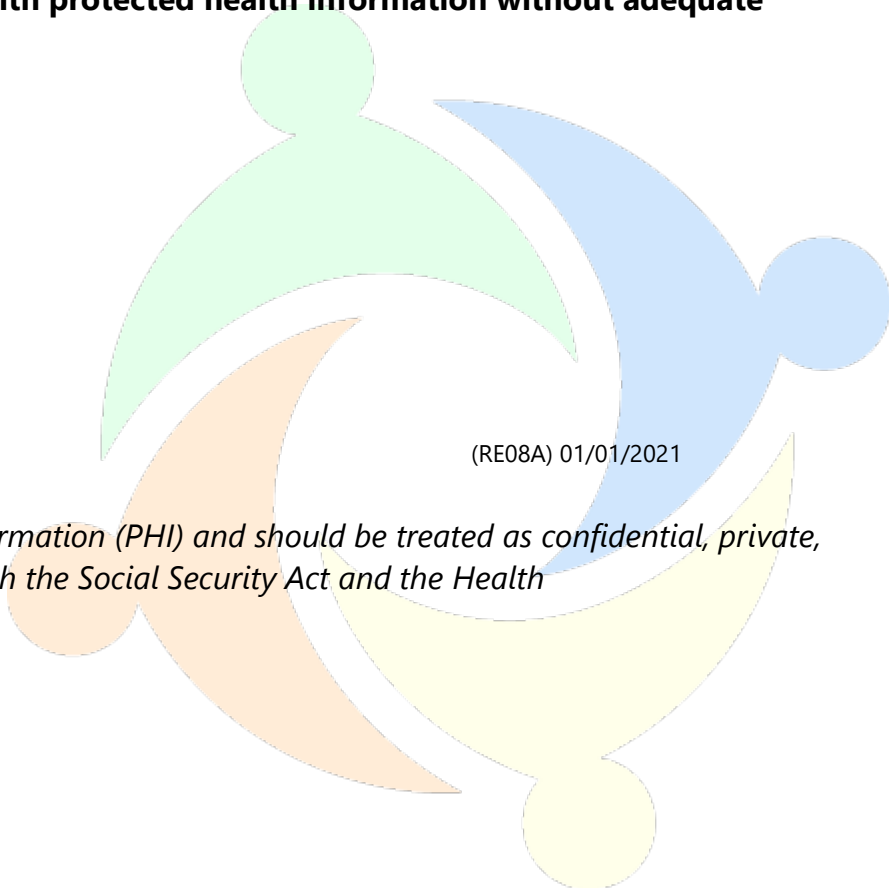 ith protected health information without adequate
(RE08A) 01/01/2021
rmation (PHI) and should be treated as confidential, private,
h the Social Security Act and the Health